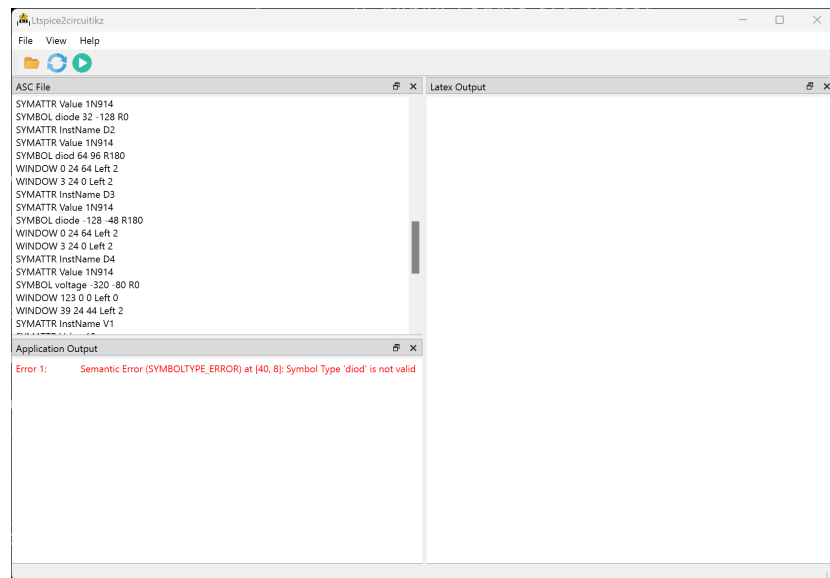 Ltspice2circuitikz
File View Help
ASC File
SYMATTR Value 1N914
SYMBOL diode 32 -128 R0
SYMATTR InstName D2
SYMATTR Value 1N914
SYMBOL diod 64 96 R180
WINDOW 0 24 64 Left 2
WINDOW 3 24 0 Left 2
SYMATTR InstName D3
SYMATTR Value 1N914
SYMBOL diode -128 -48 R180
WINDOW 0 24 64 Left 2
WINDOW 3 24 0 Left 2
SYMATTR InstName D4
SYMATTR Value 1N914
SYMBOL voltage -320 -80 R0
WINDOW 123 0 0 Left 0
WINDOW 39 24 44 Left 2
SYMATTR InstName V1
Application Output
Error 1: Semantic Error (SYMBOLTYPE_ERROR) at [40, 8]: Symbol Type 'diod' is not valid
Latex Output